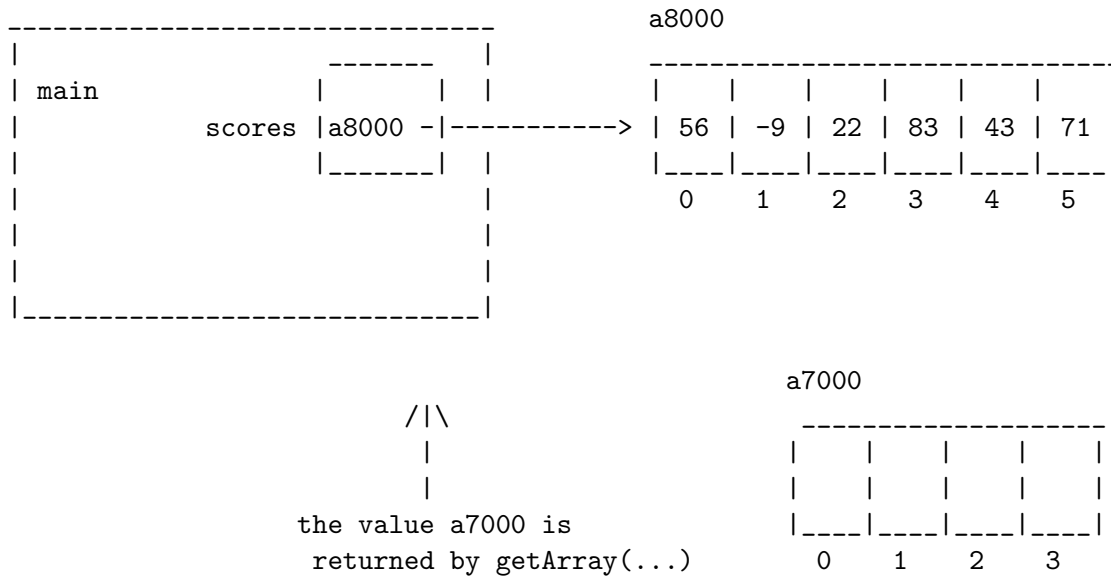 a8000
main
scores a8000 56 -9 22 83 43 71
0 1 2 3 4 5
a7000
the value a7000 is
returned by getArray(...) 0 1 2 3